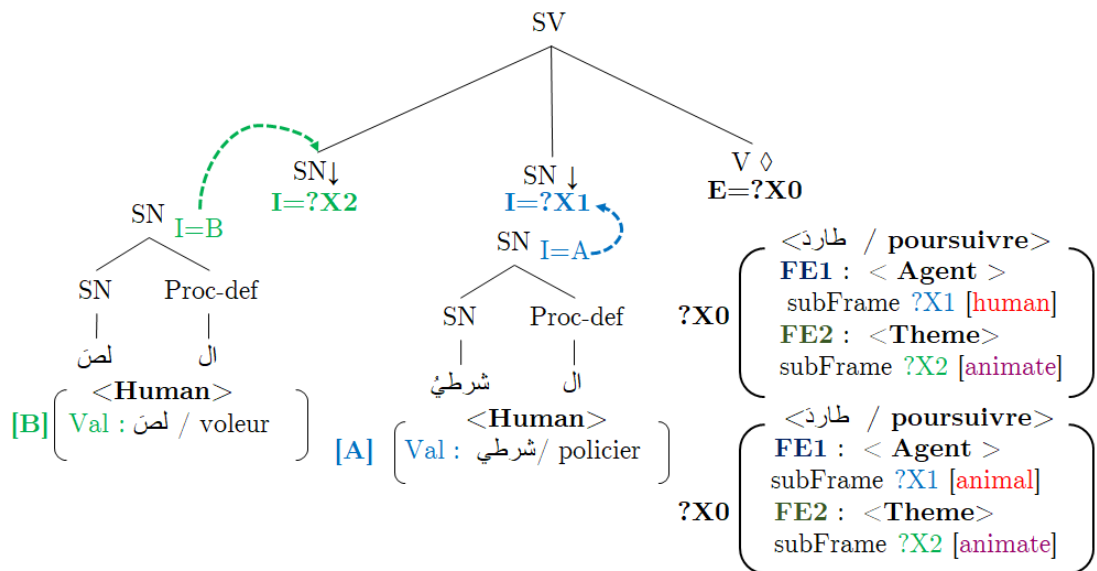 SV
SN↓
I=?X2
SN ↓
I=?X1
V ◊
E=?X0
SN I=B
SN Proc-def
لصَ ال
<Human>
[B] Val : لصَ / voleur
SN I=A
SN Proc-def
شرطيُ ال
<Human>
[A] Val : شرطي/ policier
<طاردَ / poursuivre>
FE1 : < Agent >
?X0 subFrame ?X1 [human]
FE2 : <Theme>
subFrame ?X2 [animate]
<طاردَ / poursuivre>
FE1 : < Agent >
subFrame ?X1 [animal]
?X0 FE2 : <Theme>
subFrame ?X2 [animate]